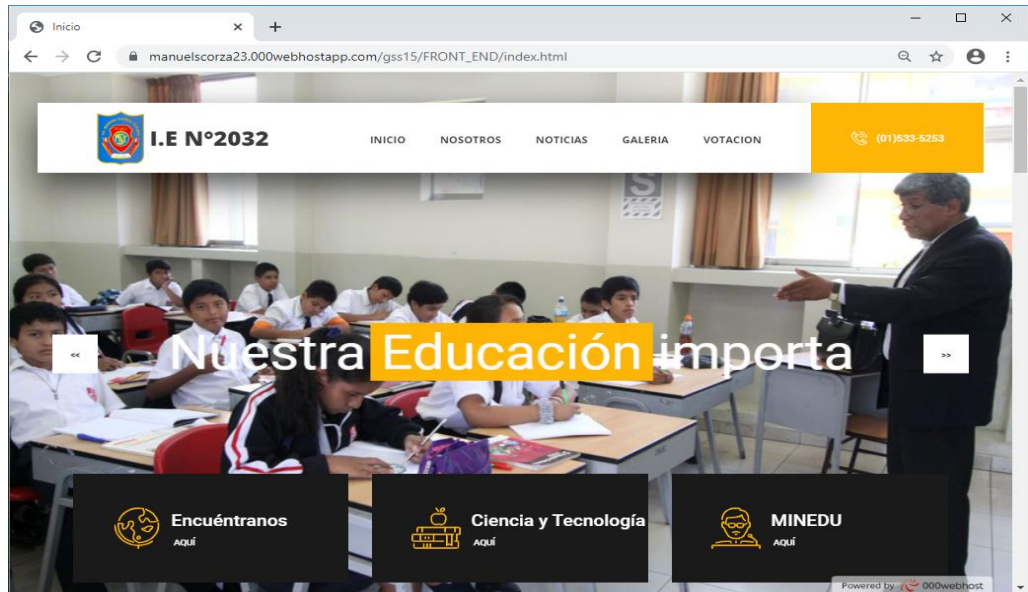 Inicio
manuelscorza23.000webhostapp.com/gss15/FRONT_END/index.html
I.E N°2032
INICIO NOSOTROS NOTICIAS GALERIA VOTACION
(01)533-5253
S
<< Nuestra Educación importa >>
Encuéntranos
AQUÍ
Ciencia y Tecnología
AQUÍ
MINEDU
AQUÍ
Powered by 000webhost